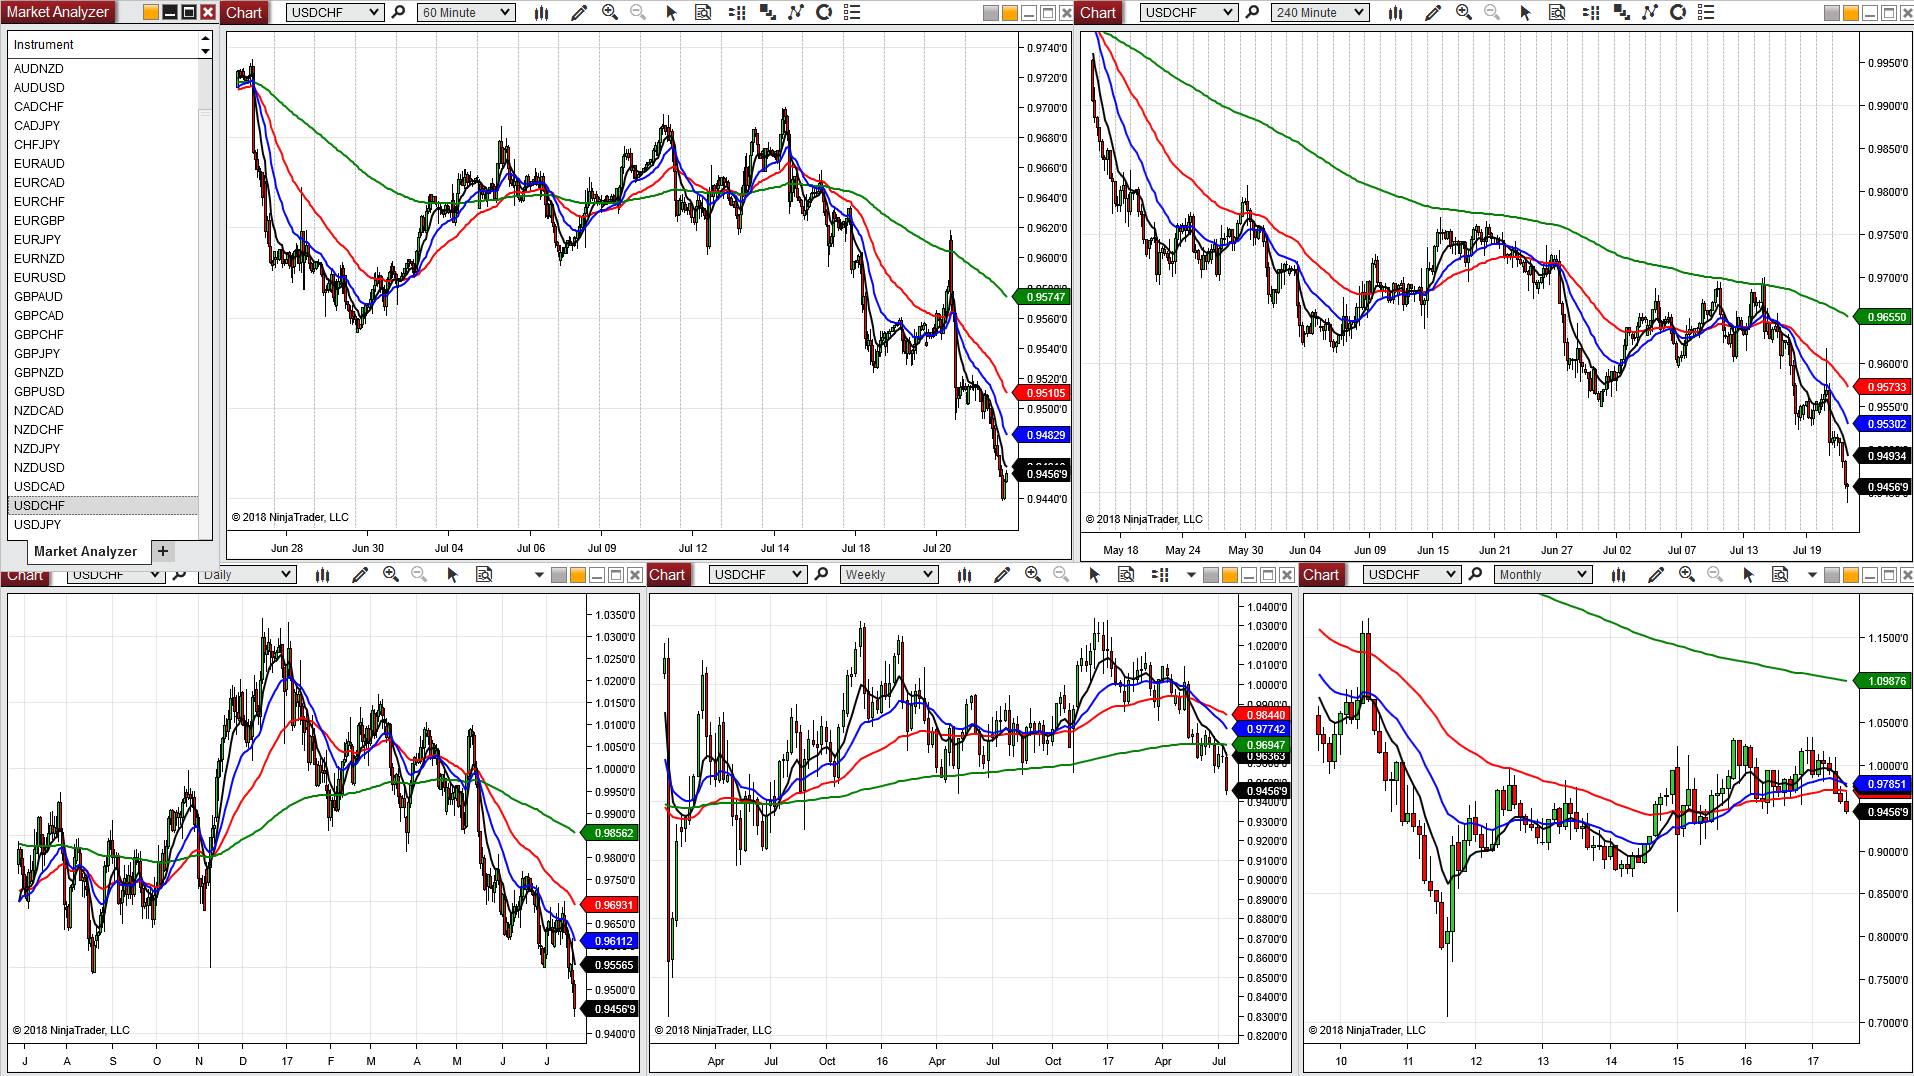 Market Analyzer
Instrument
AUDNZD
AUDUSD
CADCHF
CADJPY
CHFJPY
EURAUD
EURCAD
EURCHF
EURGBP
EURJPY
EURNZD
EURUSD
GBPAUD
GBPCAD
GBPCHF
GBPJPY
GBPNZD
GBPUSD
NZDCAD
NZDCHF
NZDJPY
NZDUSD
USDCAD
USDCHF
USDJPY
Market Analyzer +
Chart USDCHF 60 Minute
0.9740'0
0.9720'0
0.9700'0
0.9680'0
0.9660'0
0.9640'0
0.9620'0
0.9600'0
0.95747
0.9560'0
0.9540'0
0.9520'0
0.95105
0.9500'0
0.94829
0.9456'9
0.9440'0
© 2018 NinjaTrader, LLC
Jun 28 Jun 30 Jul 04 Jul 06 Jul 09 Jul 12 Jul 14 Jul 18 Jul 20
Chart USDCHF 240 Minute
0.9950'0
0.9900'0
0.9850'0
0.9800'0
0.9750'0
0.9700'0
0.96550
0.9600'0
0.95733
0.9550'0
0.95302
0.94934
0.9456'9
© 2018 NinjaTrader, LLC
May 18 May 24 May 30 Jun 04 Jun 09 Jun 15 Jun 21 Jun 27 Jul 02 Jul 07 Jul 13 Jul 19
Chart USDCHF Daily
1.0350'0
1.0300'0
1.0250'0
1.0200'0
1.0150'0
1.0100'0
1.0050'0
1.0000'0
0.9950'0
0.9900'0
0.98562
0.9800'0
0.9750'0
0.96931
0.9650'0
0.96112
0.95565
0.9500'0
0.9456'9
0.9400'0
© 2018 NinjaTrader, LLC
J A S O N D 17 F M A M J J
Chart USDCHF Weekly
1.0400'0
1.0300'0
1.0200'0
1.0100'0
1.0000'0
0.98440
0.97742
0.96947
0.96363
0.9456'9
0.9400'0
0.9300'0
0.9200'0
0.9100'0
0.9000'0
0.8900'0
0.8800'0
0.8700'0
0.8600'0
0.8500'0
0.8400'0
0.8300'0
0.8200'0
© 2018 NinjaTrader, LLC
Apr Jul Oct 16 Apr Jul Oct 17 Apr Jul
Chart USDCHF Monthly
1.1500'0
1.09876
1.0500'0
1.0000'0
0.97851
0.9456'9
0.9000'0
0.8500'0
0.8000'0
0.7500'0
0.7000'0
© 2018 NinjaTrader, LLC
10 11 12 13 14 15 16 17